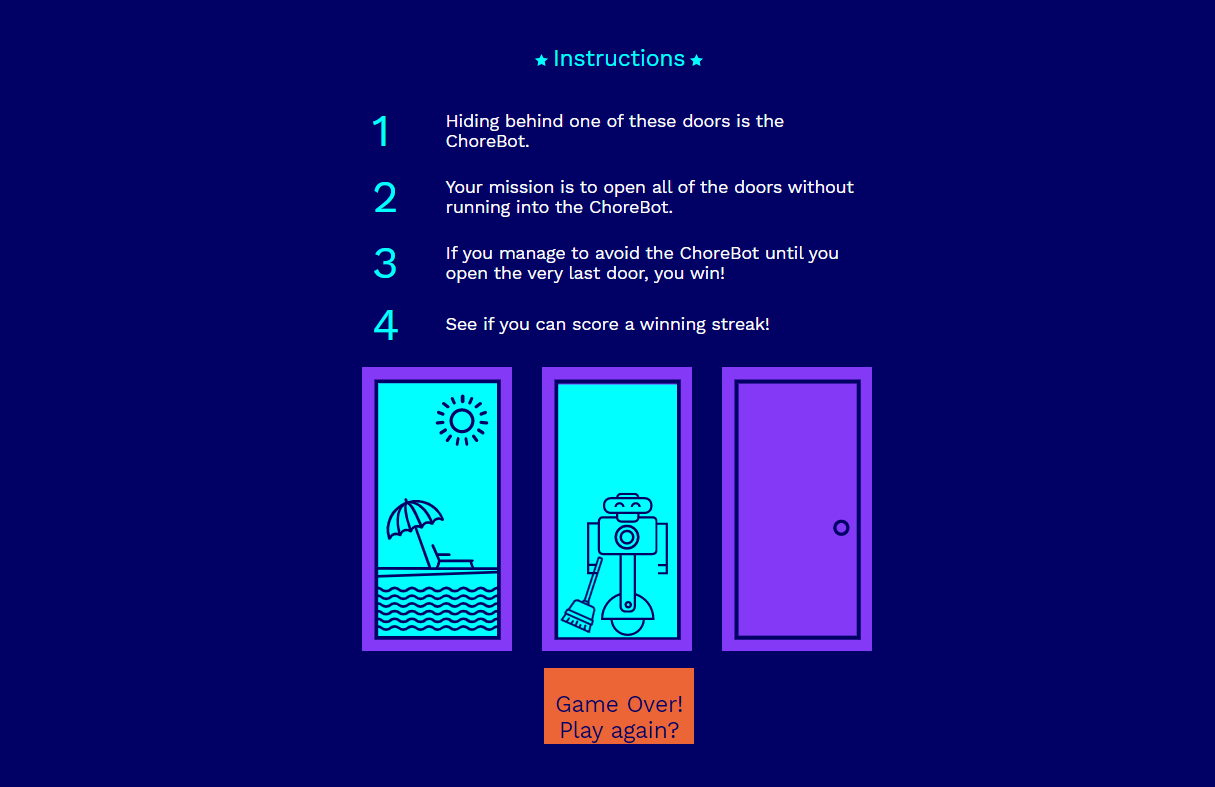 Instructions
1
Hiding behind one of these doors is the
ChoreBot.
2
Your mission is to open all of the doors without
running into the ChoreBot.
3
If you manage to avoid the ChoreBot until you
open the very last door, you win!
4
See if you can score a winning streak!
Game Over!
Play again?